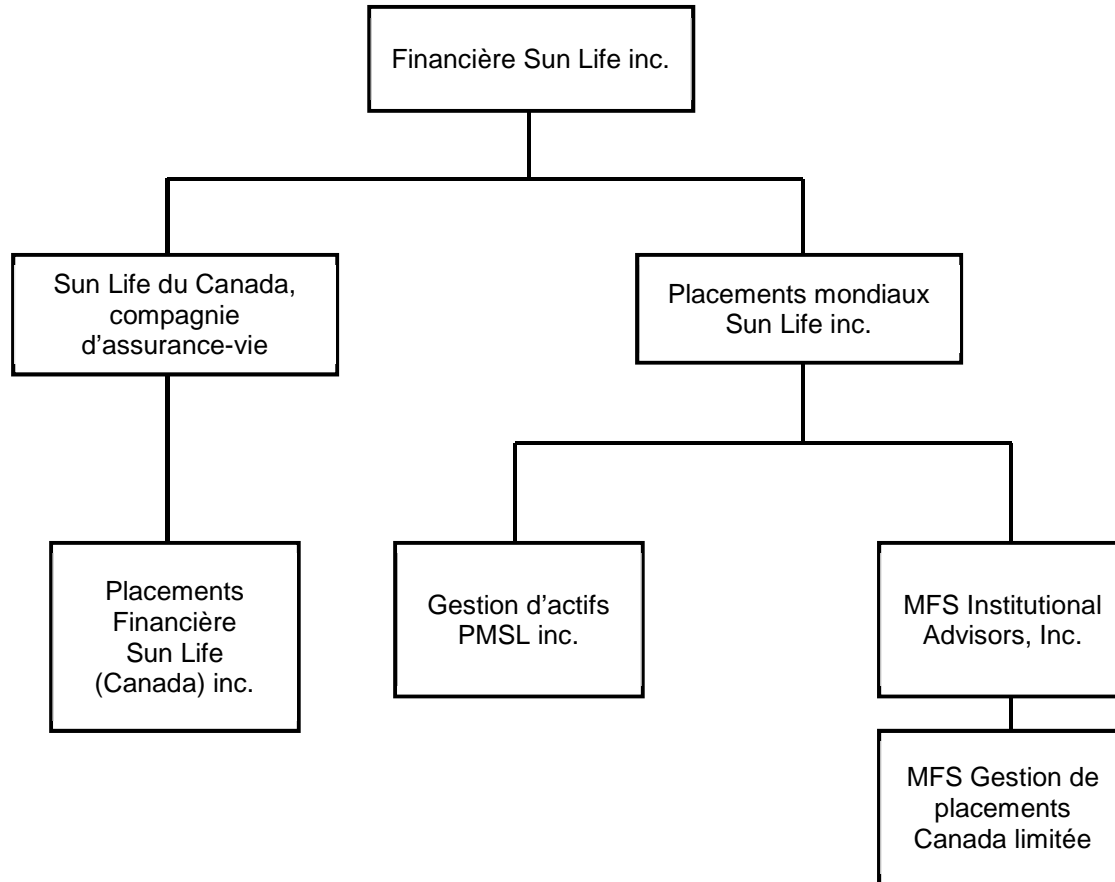 Financière Sun Life inc.
Sun Life du Canada,
compagnie
d'assurance-vie
Placements mondiaux
Sun Life inc.
Placements
Financière
Sun Life
(Canada) inc.
Gestion d'actifs
PMSL inc.
MFS Institutional
Advisors, Inc.
MFS Gestion de
placements
Canada limitée